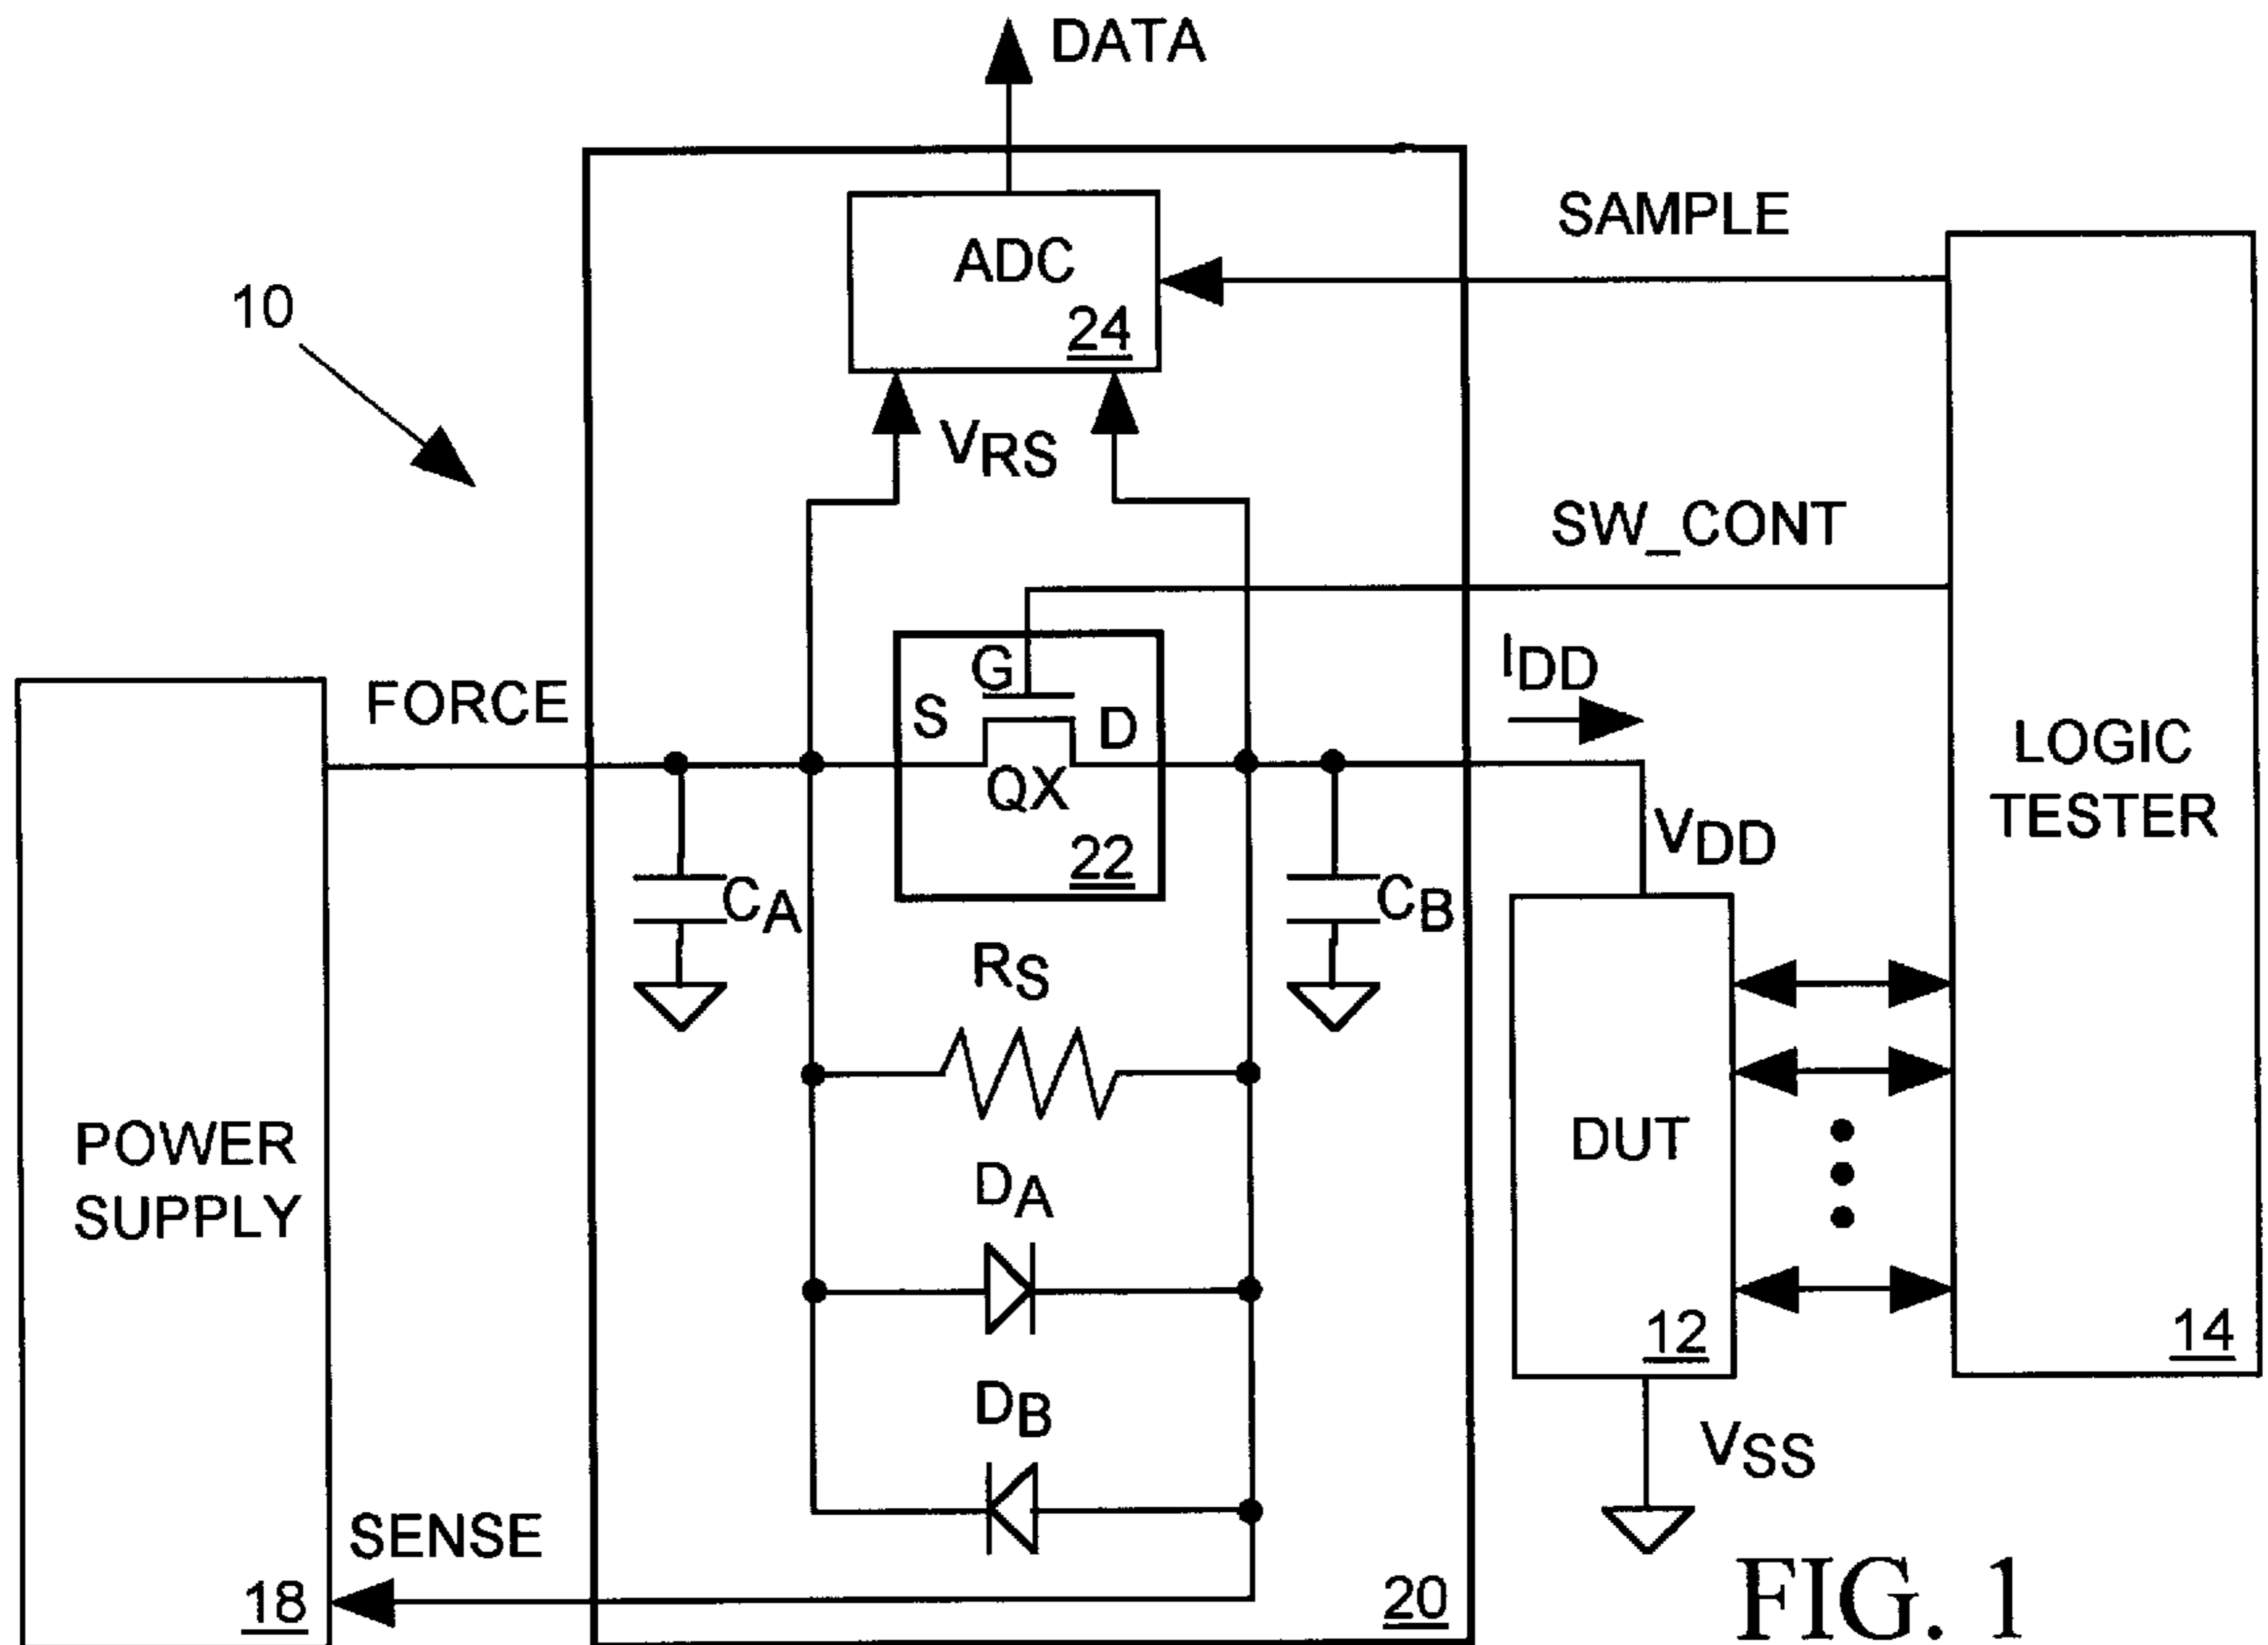 DATA
SAMPLE
ADC
24
10
VRS
SW_CONT
G
IDD
FORCE
S
D
QX
22
LOGIC
TESTER
VDD
CA
CB
RS
POWER
SUPPLY
DA
DUT
12
14
DB
VSS
SENSE
18
20
FIG. 1